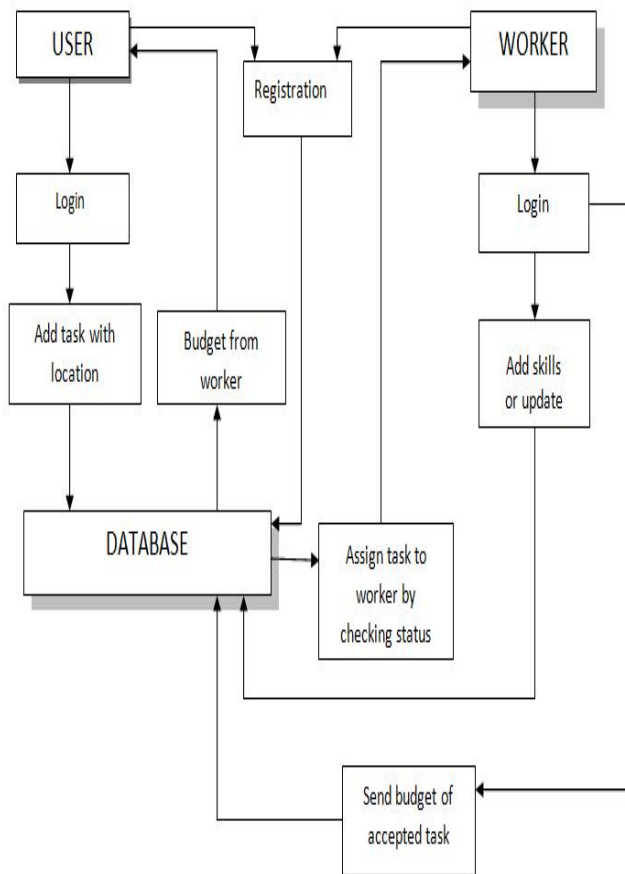 USER
WORKER
Registration
Login
Login
Add task with
location
Budget from
worker
Add skills
or update
DATABASE
Assign task to
worker by
checking status
Send budget of
accepted task